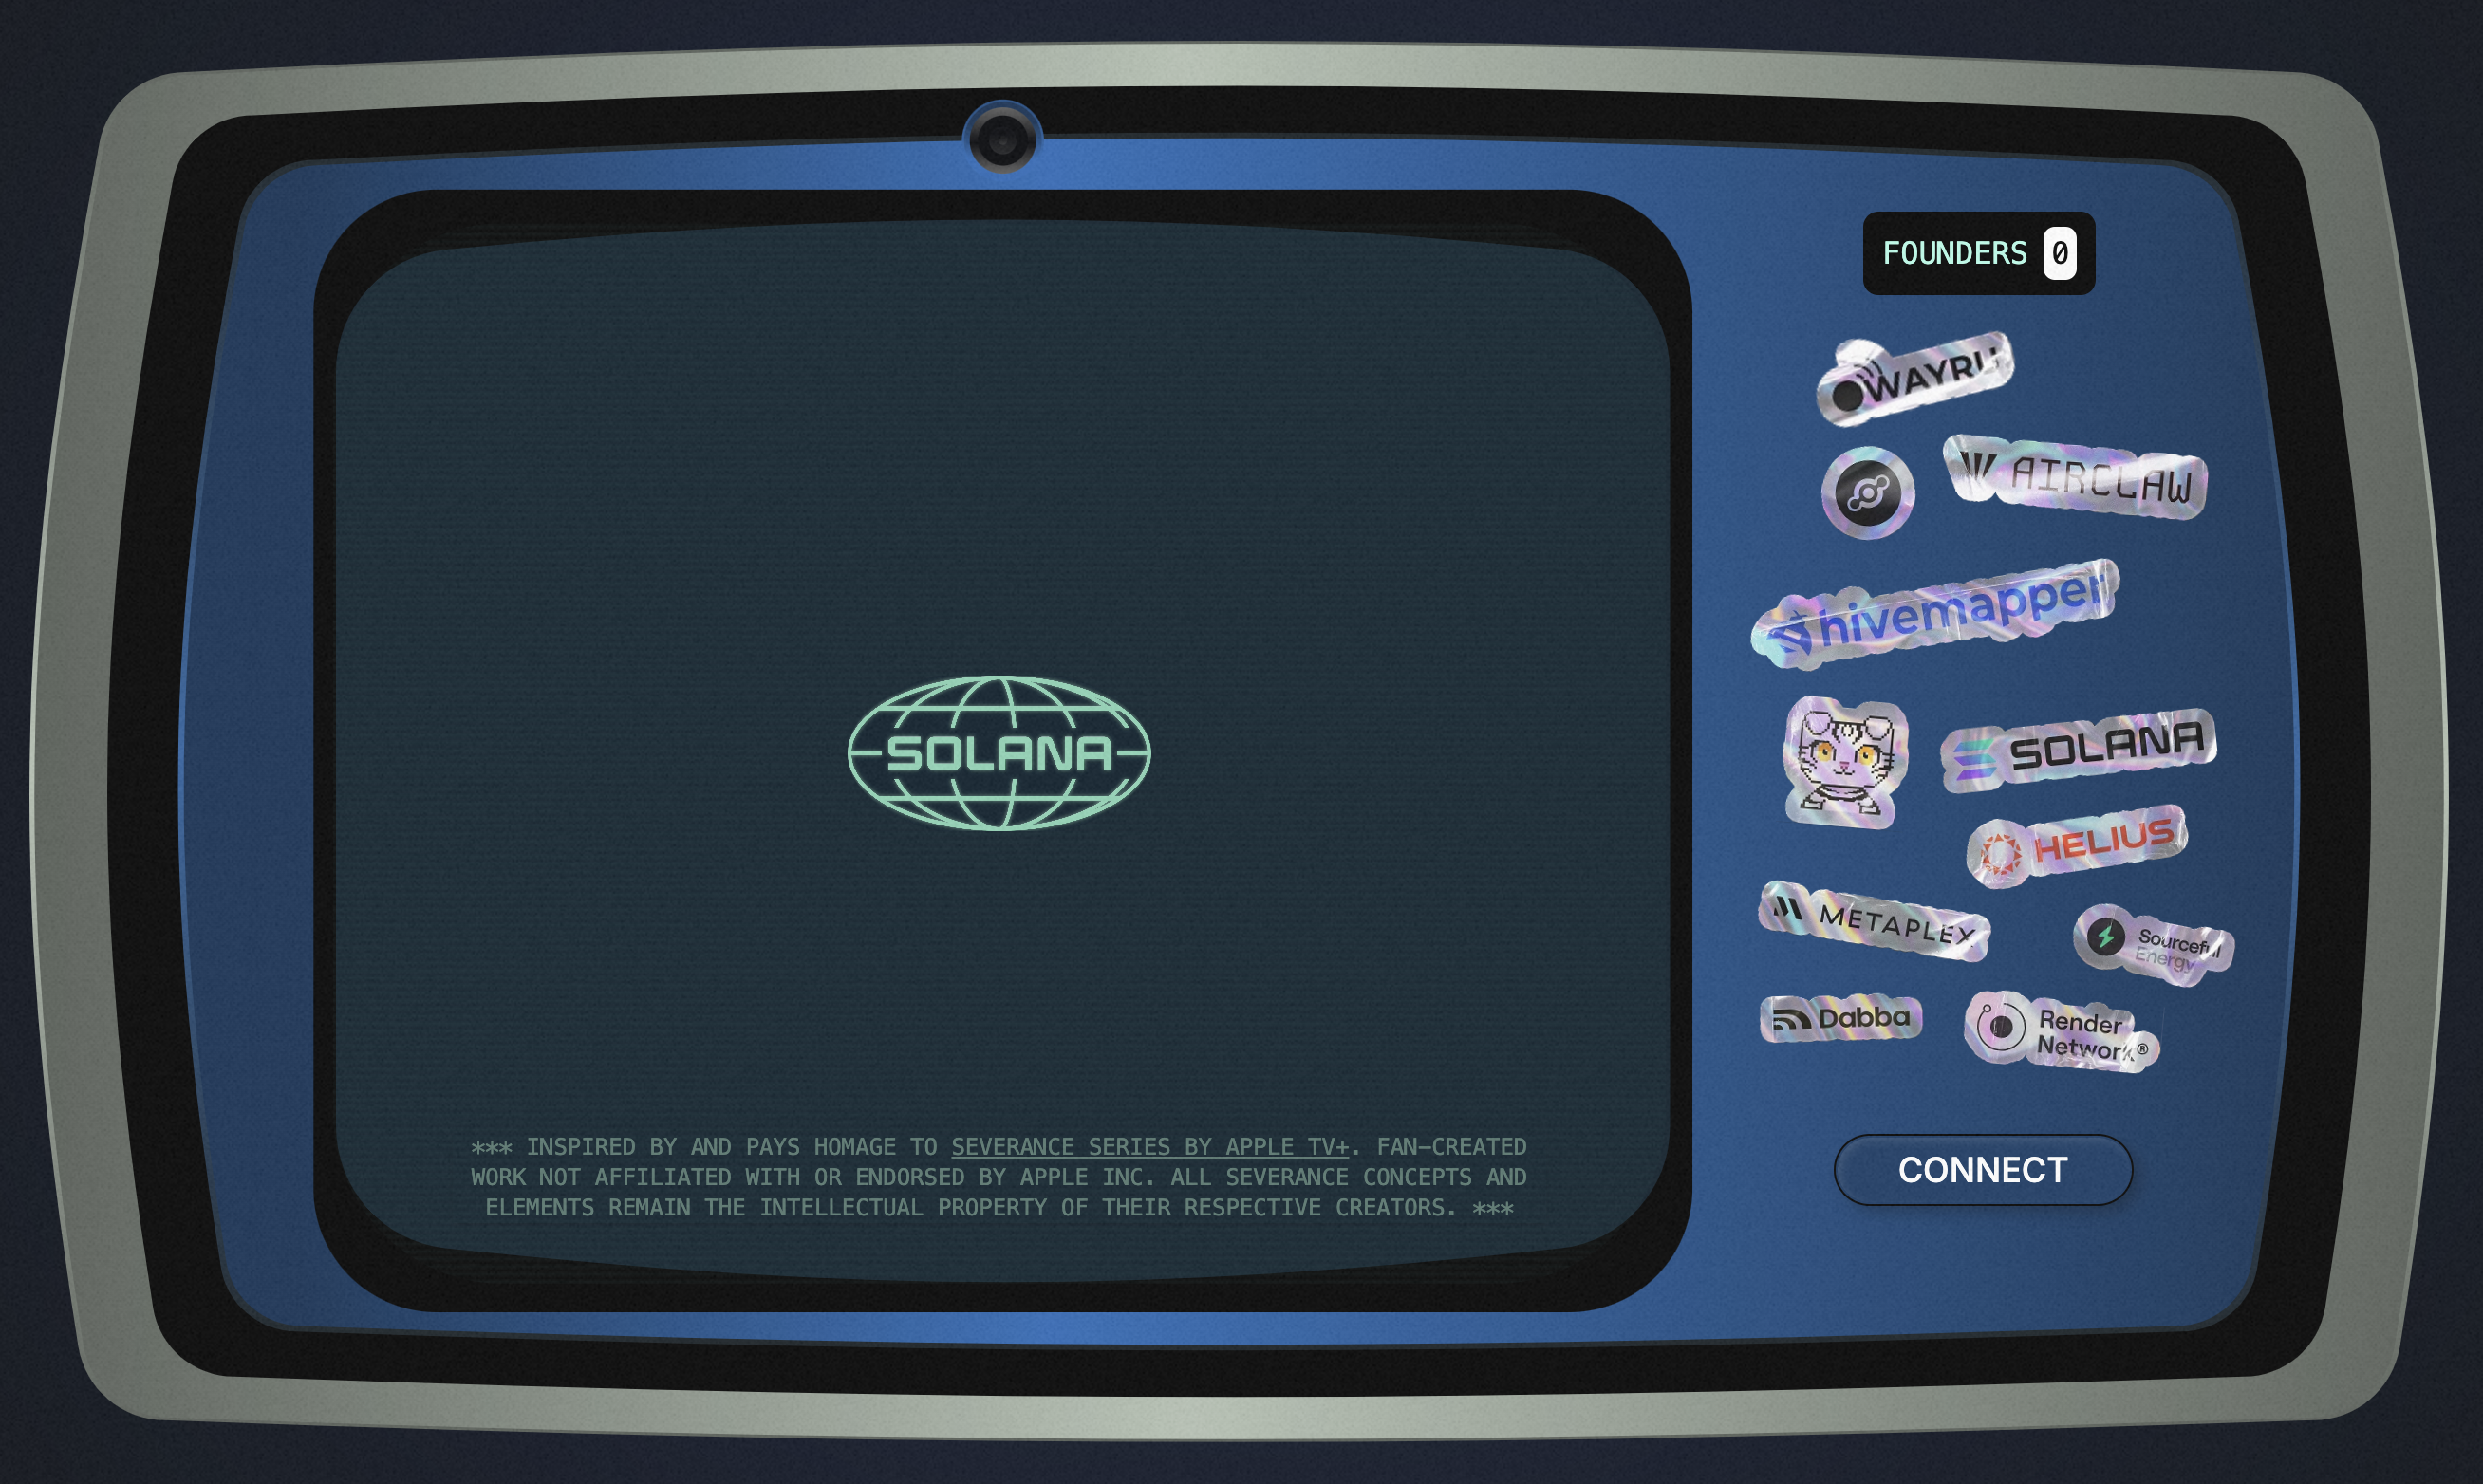 FOUNDERS 0
WAYRU
AIRCLAW
hivemapper
SOLANA
SOLANA
HELIUS
METAPLEX
Sourceful
Energy
Dabba
Render
Network®
*** INSPIRED BY AND PAYS HOMAGE TO SEVERANCE SERIES BY APPLE TV+. FAN-CREATED
WORK NOT AFFILIATED WITH OR ENDORSED BY APPLE INC. ALL SEVERANCE CONCEPTS AND
ELEMENTS REMAIN THE INTELLECTUAL PROPERTY OF THEIR RESPECTIVE CREATORS. ***
CONNECT